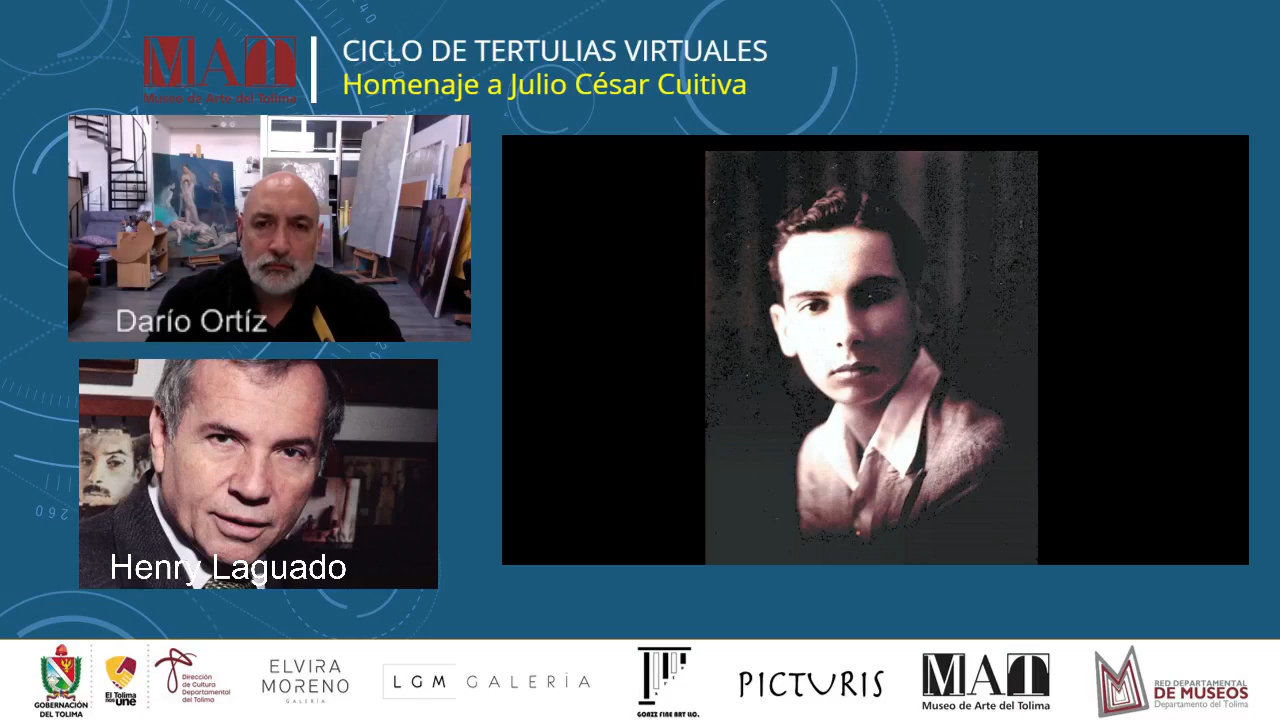 MAT
Museo de Arte del Tolima
CICLO DE TERTULIAS VIRTUALES
Homenaje a Julio César Cuitiva
Darío Ortíz
Henry Laguado
260
GOBERNACIÓN
DEL TOLIMA
El Tolima
nos UNE
Dirección
de Cultura
Departamental
del Tolima
ELVIRA
MORENO
GALERÍA
LGM GALERÍA
GOAZZ FINE ART LLC.
PICTURIS
MAT
Museo de Arte del Tolima
RED DEPARTAMENTAL
DE MUSEOS
Departamento del Tolima